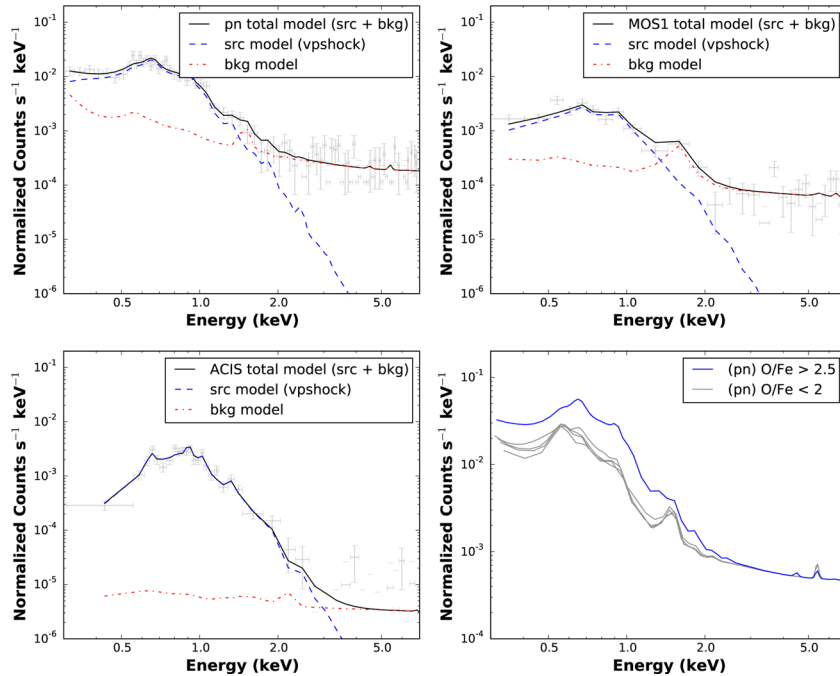 pn total model (src + bkg)
src model (vpshock)
bkg model
10⁻¹
10⁻²
10⁻³
10⁻⁴
10⁻⁵
10⁻⁶
Normalized Counts s⁻¹ keV⁻¹
0.5 1.0 2.0 5.0
Energy (keV)
MOS1 total model (src + bkg)
src model (vpshock)
bkg model
10⁻¹
10⁻²
10⁻³
10⁻⁴
10⁻⁵
10⁻⁶
Normalized Counts s⁻¹ keV⁻¹
0.5 1.0 2.0 5.0
Energy (keV)
ACIS total model (src + bkg)
src model (vpshock)
bkg model
10⁻¹
10⁻²
10⁻³
10⁻⁴
10⁻⁵
10⁻⁶
Normalized Counts s⁻¹ keV⁻¹
0.5 1.0 2.0 5.0
Energy (keV)
(pn) O/Fe > 2.5
(pn) O/Fe < 2
10⁻¹
10⁻²
10⁻³
10⁻⁴
Normalized Counts s⁻¹ keV⁻¹
0.5 1.0 2.0 5.0
Energy (keV)